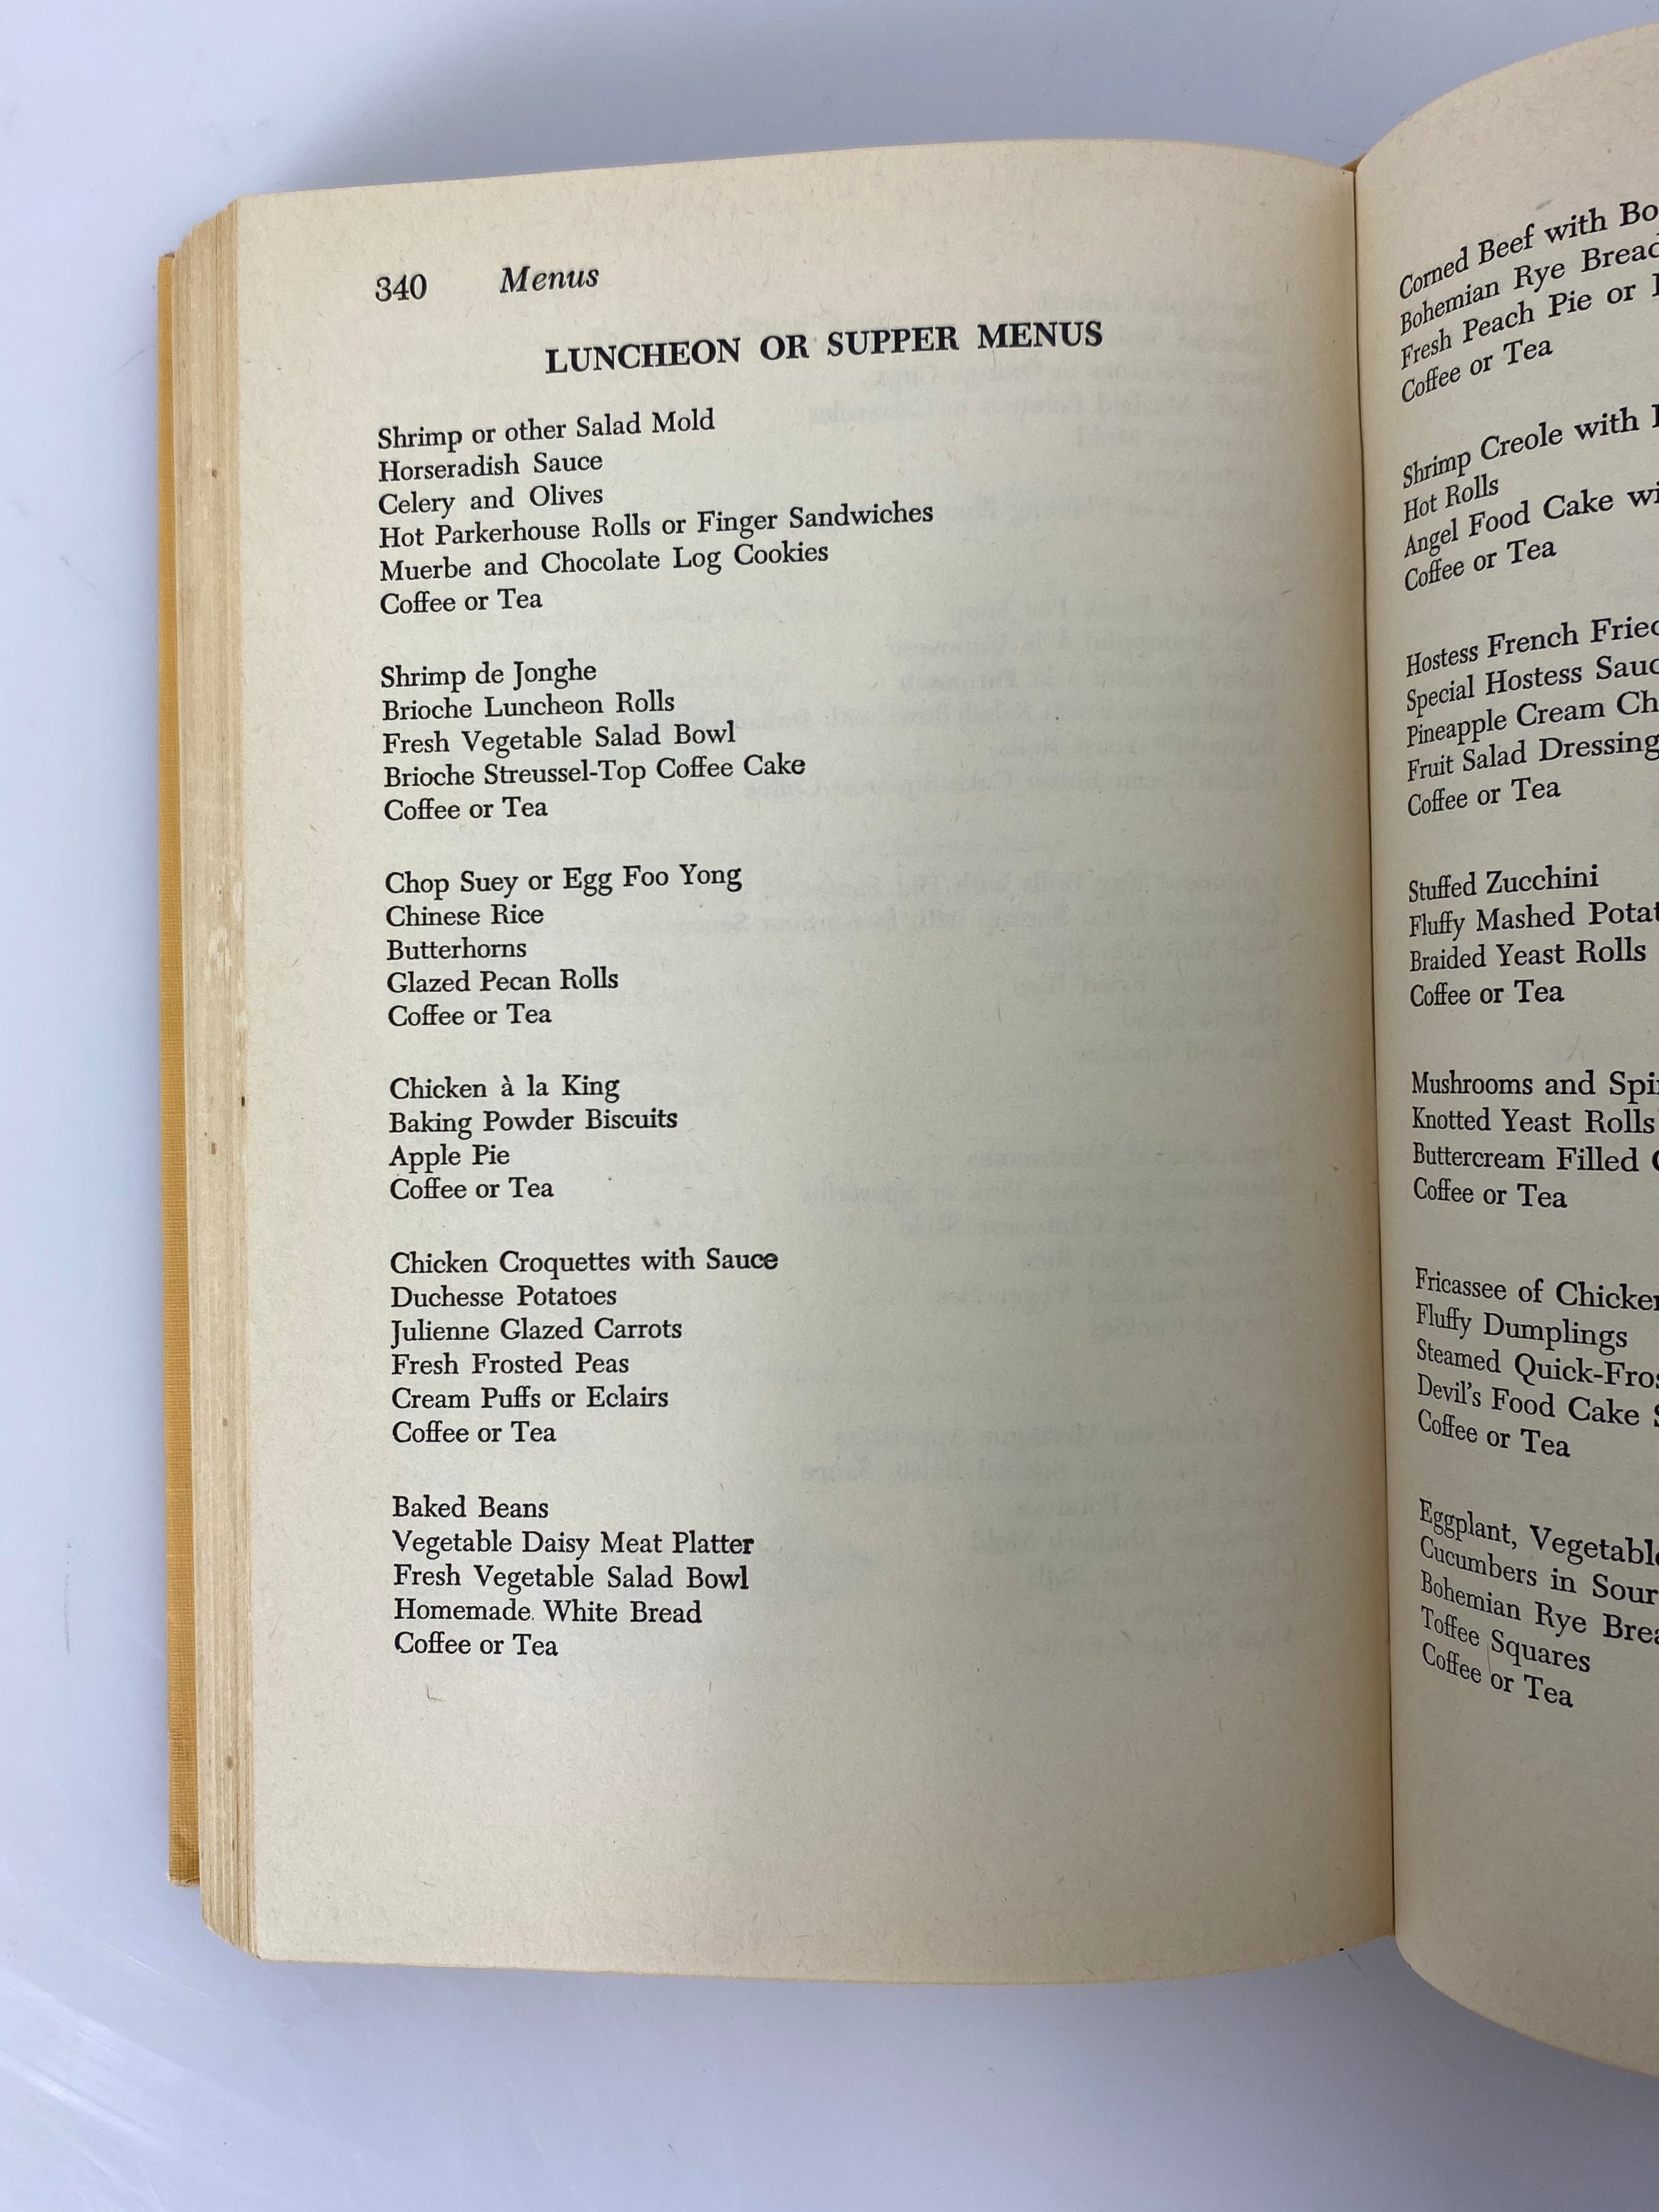 340 Menus
LUNCHEON OR SUPPER MENUS
Shrimp or other Salad Mold
Horseradish Sauce
Celery and Olives
Hot Parkerhouse Rolls or Finger Sandwiches
Muerbe and Chocolate Log Cookies
Coffee or Tea
Shrimp de Jonghe
Brioche Luncheon Rolls
Fresh Vegetable Salad Bowl
Brioche Streussel-Top Coffee Cake
Coffee or Tea
Chop Suey or Egg Foo Yong
Chinese Rice
Butterhorns
Glazed Pecan Rolls
Coffee or Tea
Chicken à la King
Baking Powder Biscuits
Apple Pie
Coffee or Tea
Chicken Croquettes with Sauce
Duchesse Potatoes
Julienne Glazed Carrots
Fresh Frosted Peas
Cream Puffs or Eclairs
Coffee or Tea
Baked Beans
Vegetable Daisy Meat Platter
Fresh Vegetable Salad Bowl
Homemade White Bread
Coffee or Tea
Corned Beef with
Bohemian Rye Bread
Fresh Peach Pie or
Coffee or Tea
Shrimp Creole with
Hot Rolls
Angel Food Cake
Coffee or Tea
Hostess French
Special Hostess
Pineapple Cream
Fruit Salad Dressing
Coffee or Tea
Stuffed Zucchini
Fluffy Mashed
Braided Yeast Rolls
Coffee or Tea
Mushrooms and
Knotted Yeast Rolls
Buttercream Filled
Coffee or Tea
Fricassee of
Fluffy Dumplings
Steamed
Devil's Food Cake
Coffee or Tea
Eggplant,
Cucumbers in
Bohemian Rye
Toffee Squares
Coffee or Tea